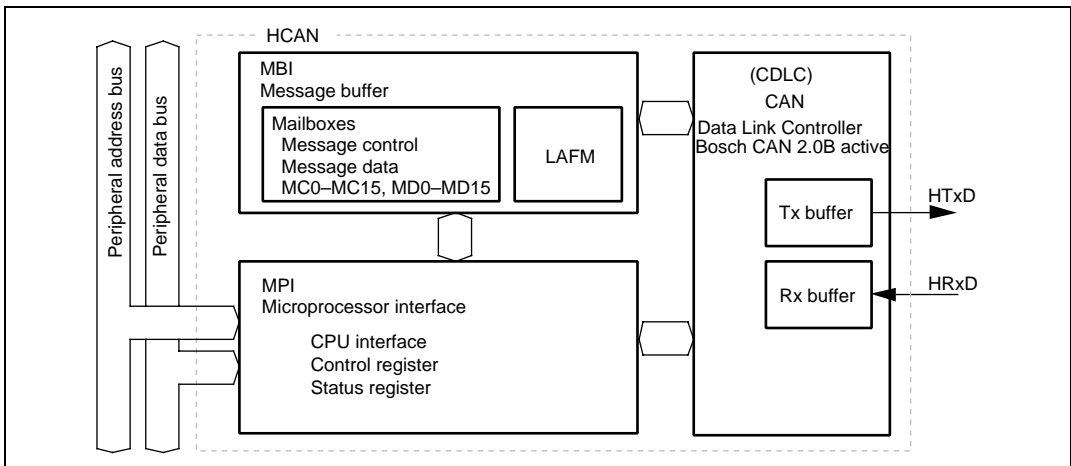 HCAN
Peripheral address bus
Peripheral data bus
MBI
Message buffer
Mailboxes
Message control
Message data
MC0–MC15, MD0–MD15
LAFM
MPI
Microprocessor interface
CPU interface
Control register
Status register
(CDLC)
CAN
Data Link Controller
Bosch CAN 2.0B active
Tx buffer
HTxD
Rx buffer
HRxD